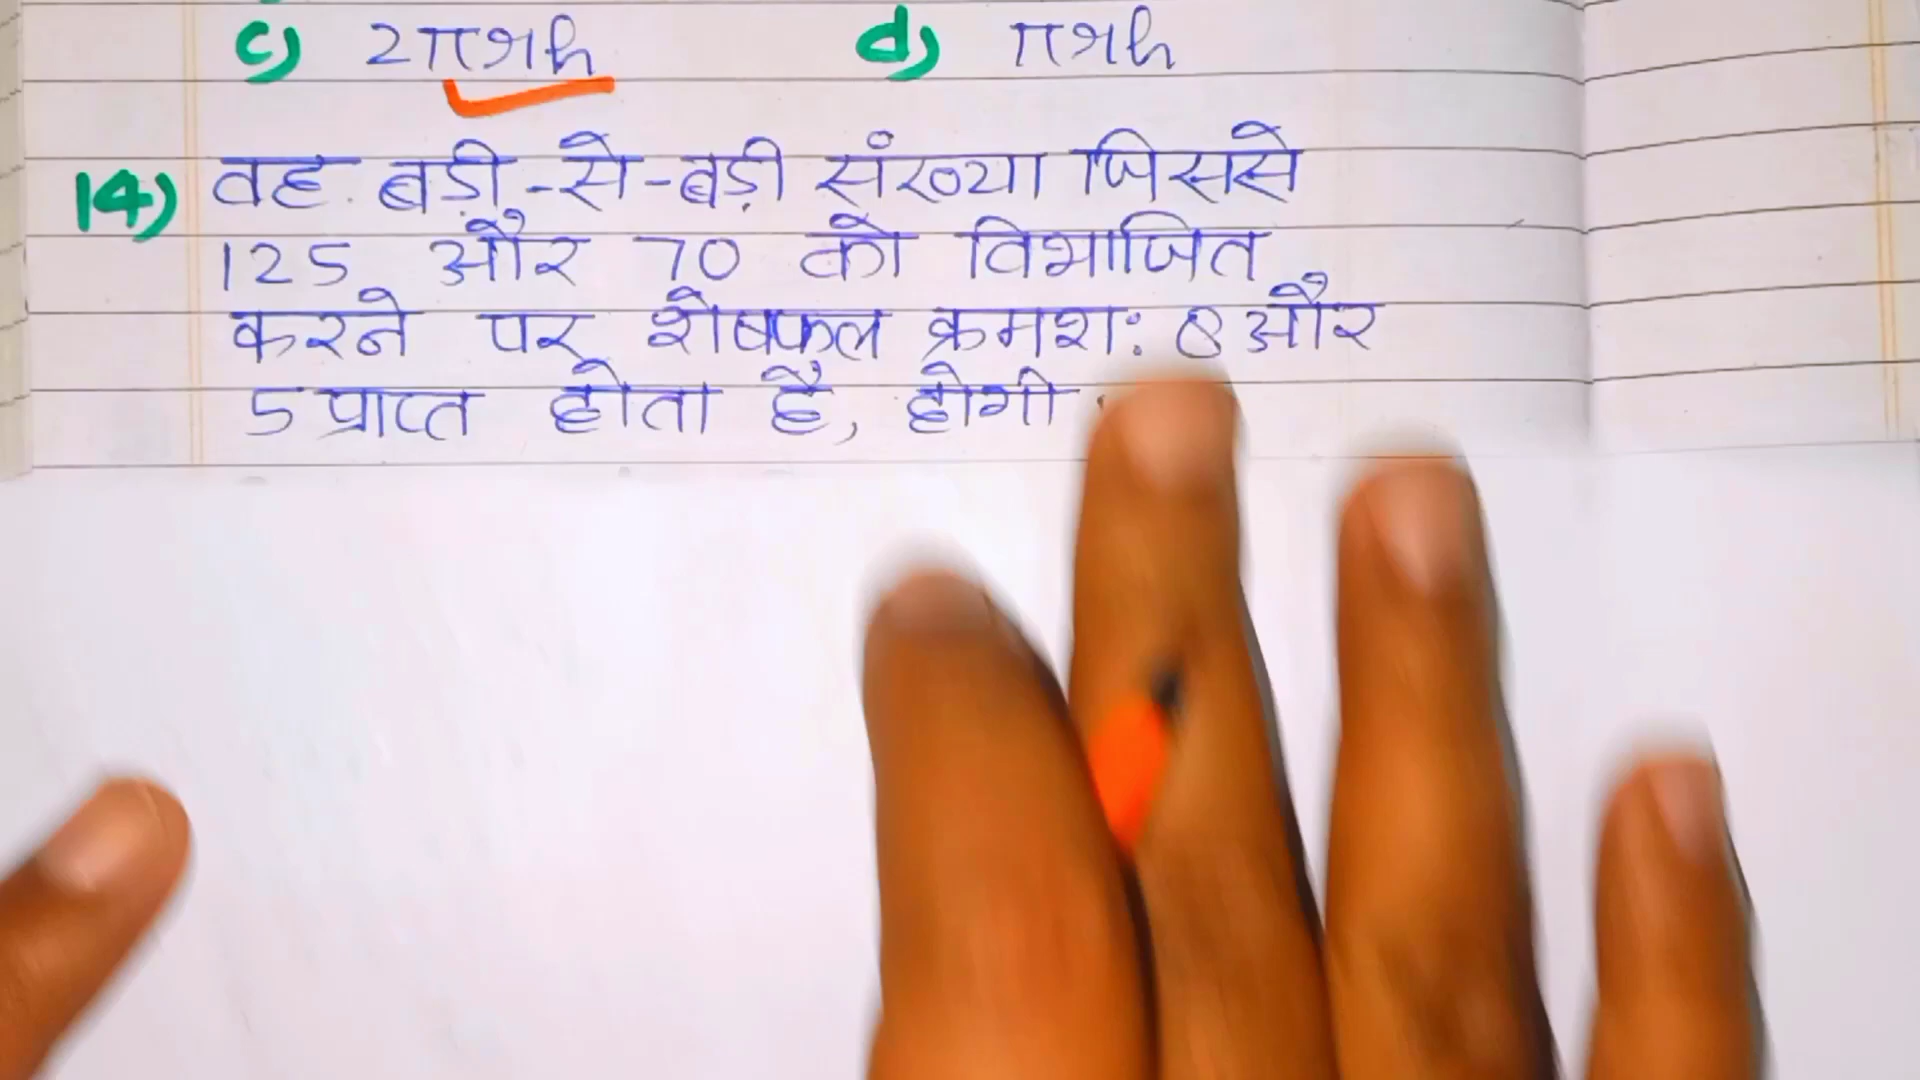 c) 2πrh d) πrh
14) वह बड़ी-से-बड़ी संख्या जिससे
125 और 70 को विभाजित
करने पर शेषफल क्रमश: 8 और
5 प्राप्त होता है, होगी